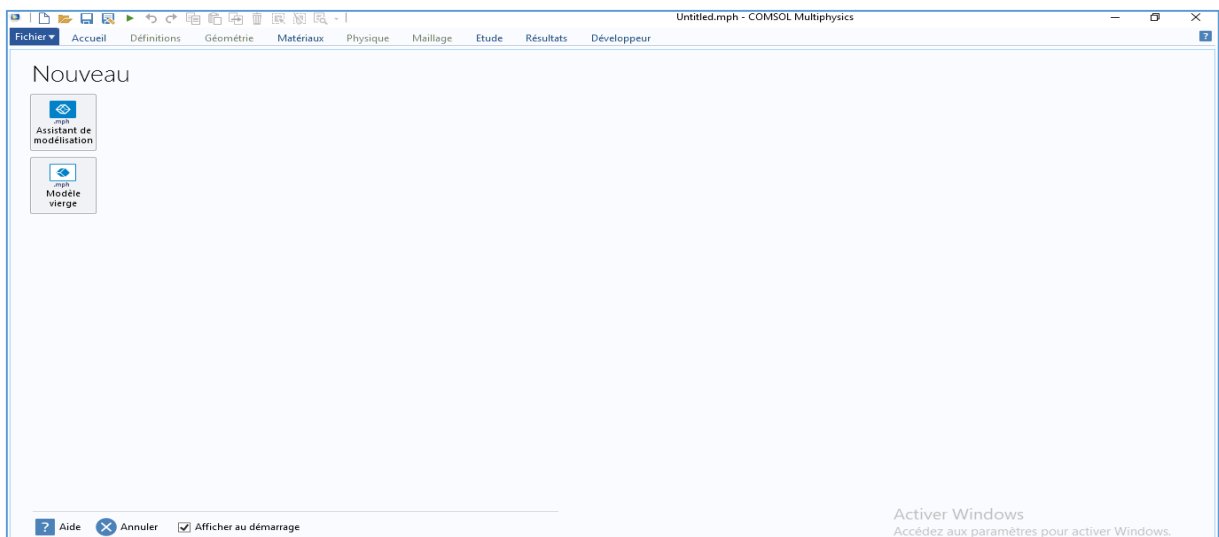 Untitled.mph - COMSOL Multiphysics
Fichier Accueil Définitions Géométrie Matériaux Physique Maillage Etude Résultats Développeur ?
Nouveau
.mph
Assistant de
modélisation
.mph
Modèle
vierge
? Aide Annuler Afficher au démarrage
Activer Windows
Accédez aux paramètres pour activer Windows.